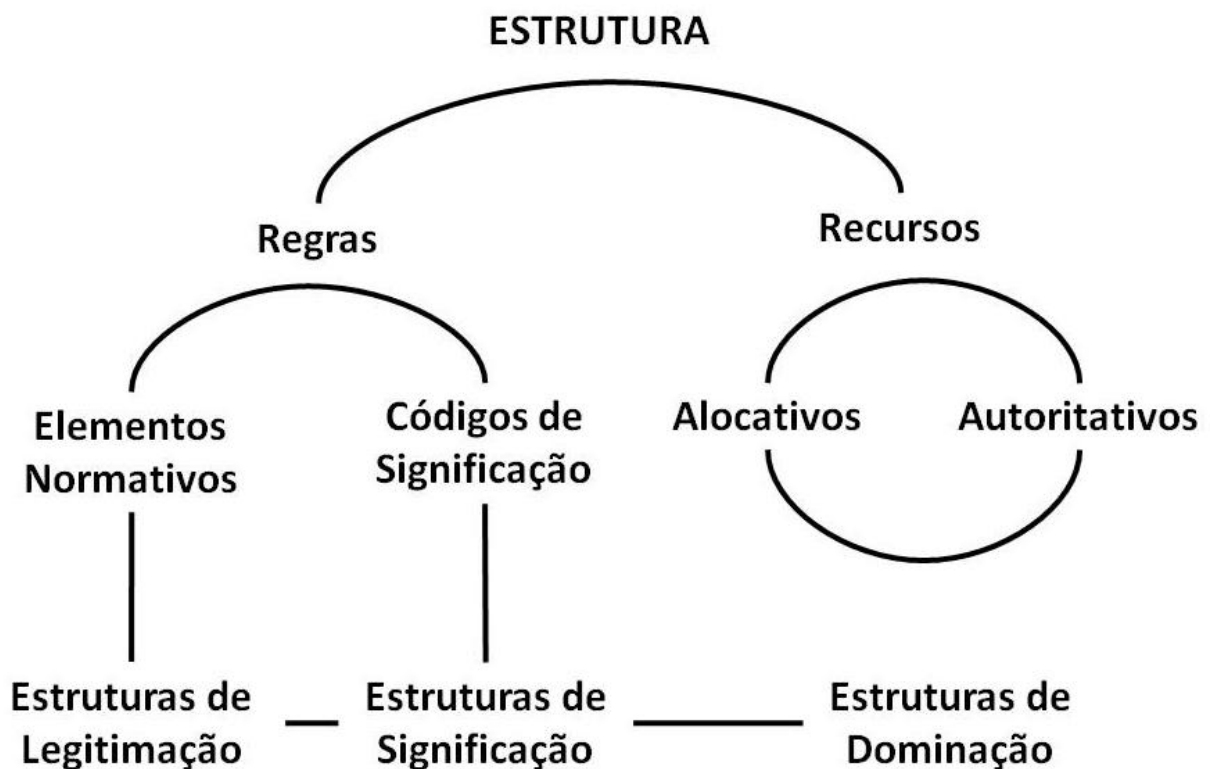 ESTRUTURA
Regras
Recursos
Elementos
Normativos
Códigos de
Significação
Alocativos
Autoritativos
Estruturas de
Legitimação
Estruturas de
Significação
Estruturas de
Dominação